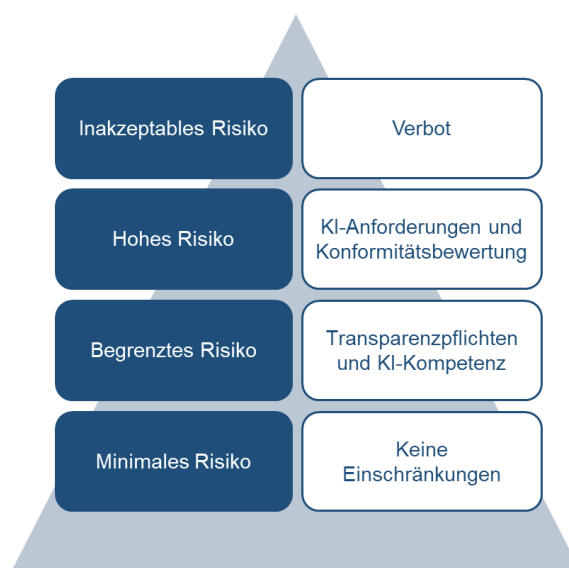 Inakzeptables Risiko
Verbot
Hohes Risiko
KI-Anforderungen und
Konformitätsbewertung
Begrenztes Risiko
Transparenzpflichten
und KI-Kompetenz
Minimales Risiko
Keine
Einschränkungen